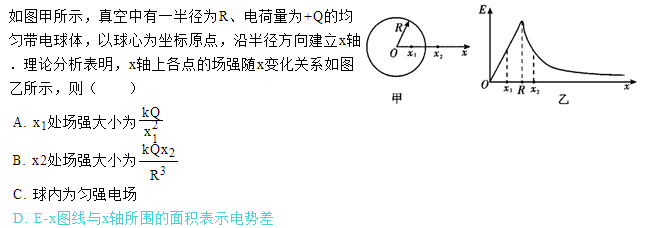 如图甲所示，真空中有一半径为R、电荷量为+Q的均
匀带电球体，以球心为坐标原点，沿半径方向建立x轴
．理论分析表明，x轴上各点的场强随x变化关系如图
乙所示，则（　　）
A. x₁处场强大小为 kQ/x₁²
B. x2处场强大小为 kQx₂/R³
C. 球内为匀强电场
D. E-x图线与x轴所围的面积表示电势差
R
O x₁ x₂ x
甲
E
O x₁ R x₂ x
乙